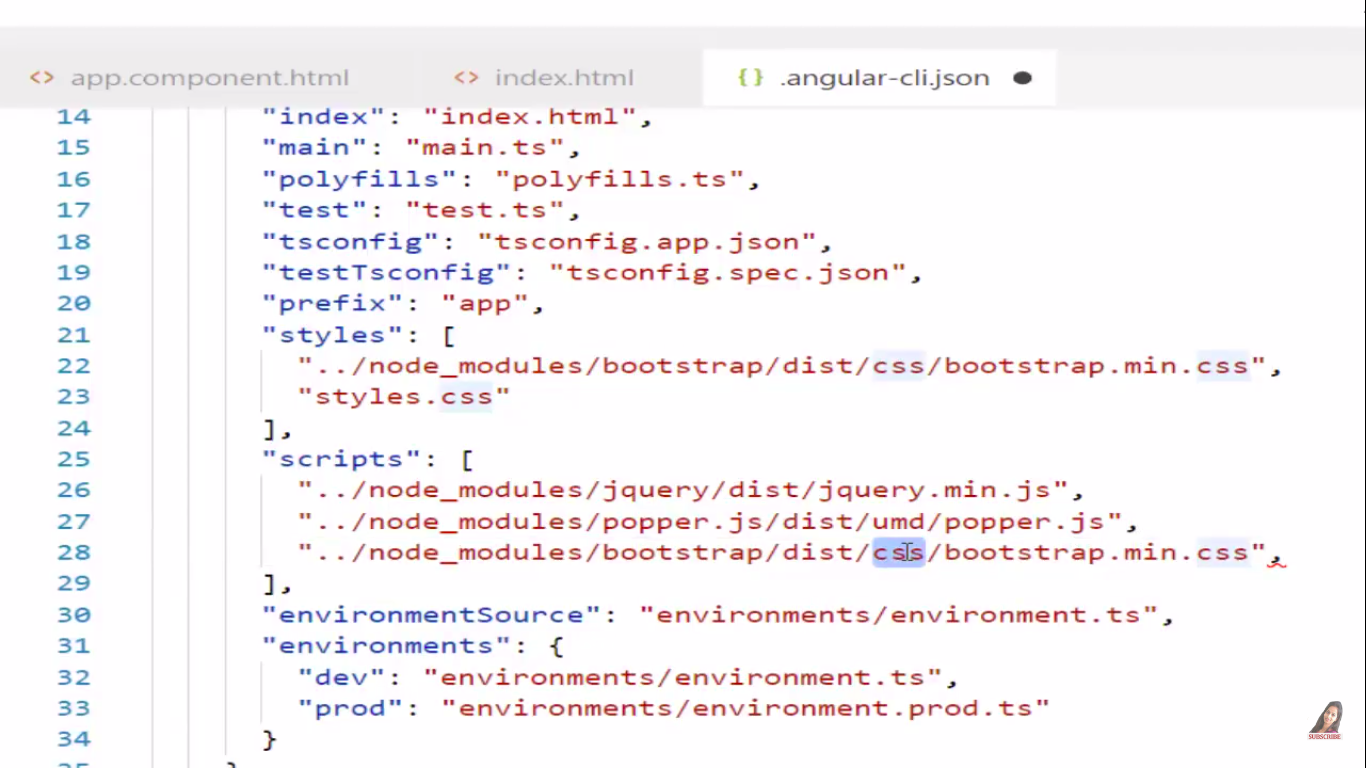 <> app.component.html <> index.html {} .angular-cli.json ●
14 "index": "index.html",
15 "main": "main.ts",
16 "polyfills": "polyfills.ts",
17 "test": "test.ts",
18 "tsconfig": "tsconfig.app.json",
19 "testTsconfig": "tsconfig.spec.json",
20 "prefix": "app",
21 "styles": [
22 "../node_modules/bootstrap/dist/css/bootstrap.min.css",
23 "styles.css"
24 ],
25 "scripts": [
26 "../node_modules/jquery/dist/jquery.min.js",
27 "../node_modules/popper.js/dist/umd/popper.js",
28 "../node_modules/bootstrap/dist/css/bootstrap.min.css",
29 ],
30 "environmentSource": "environments/environment.ts",
31 "environments": {
32 "dev": "environments/environment.ts",
33 "prod": "environments/environment.prod.ts"
34 }
SUBSCRIBE